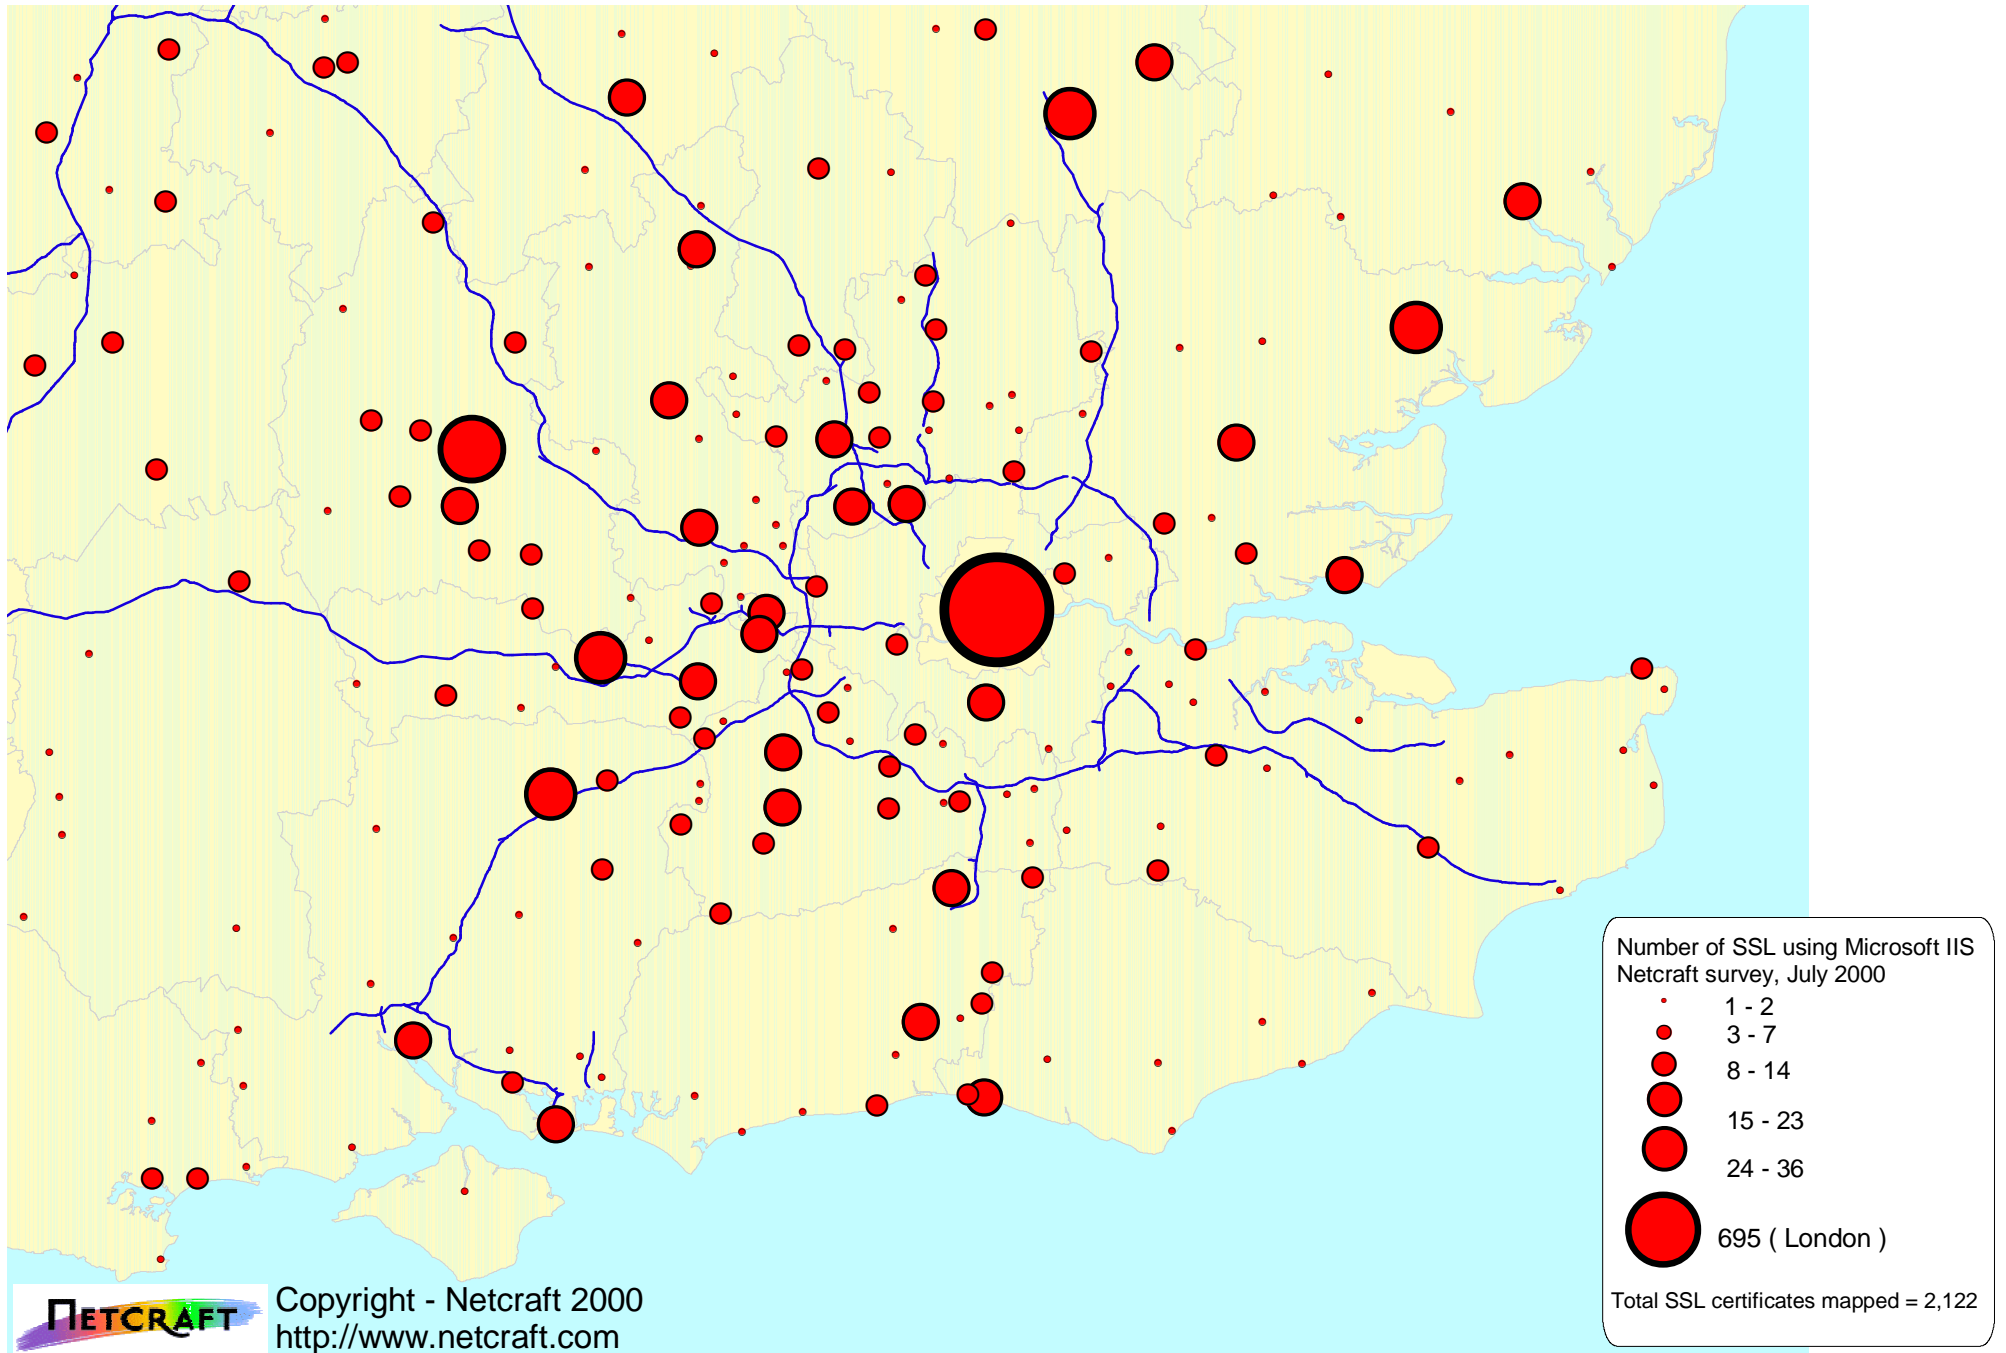 Number of SSL using Microsoft IIS
Netcraft survey, July 2000
1 - 2
3 - 7
8 - 14
15 - 23
24 - 36
695 ( London )
Total SSL certificates mapped = 2,122
NETCRAFT
Copyright - Netcraft 2000
http://www.netcraft.com